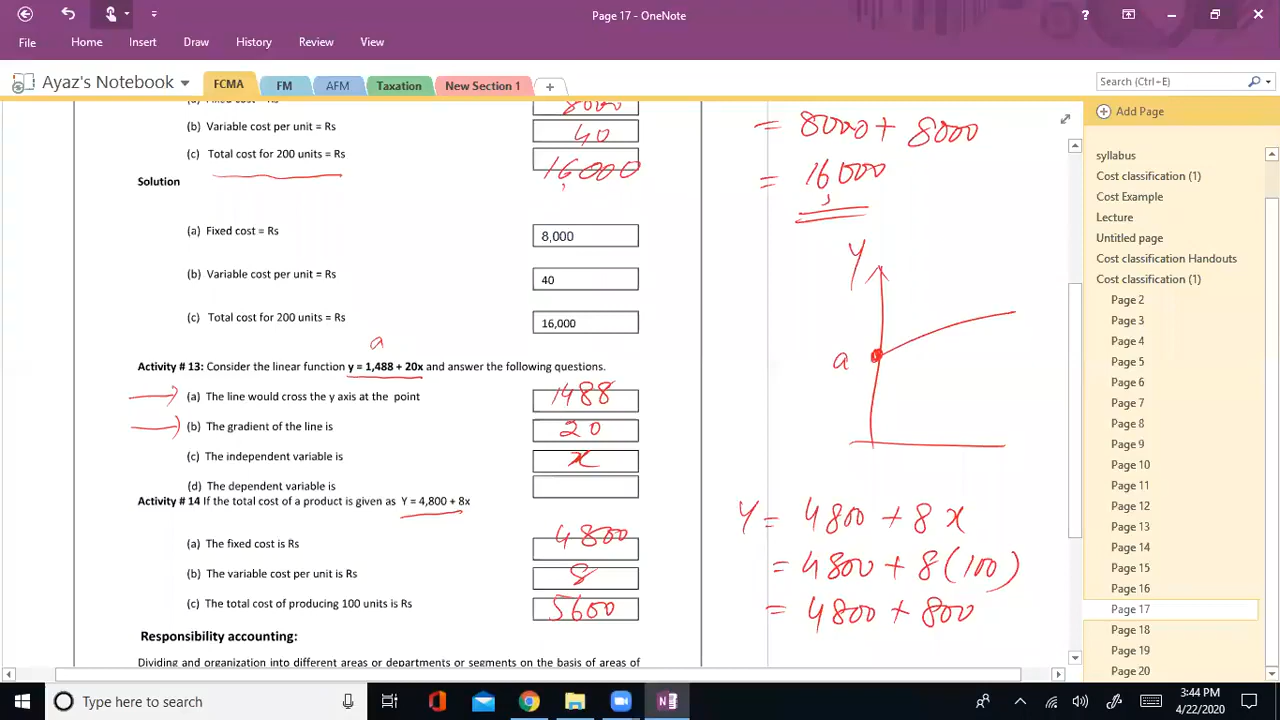 Page 17 - OneNote
File Home Insert Draw History Review View
Ayaz's Notebook FCMA FM AFM Taxation New Section 1
Search (Ctrl+E)
8000
(b) Variable cost per unit = Rs 40
(c) Total cost for 200 units = Rs 16,000
Solution
(a) Fixed cost = Rs 8,000
(b) Variable cost per unit = Rs 40
(c) Total cost for 200 units = Rs 16,000
a
Activity # 13: Consider the linear function y = 1,488 + 20x and answer the following questions.
(a) The line would cross the y axis at the point 1488
(b) The gradient of the line is 20
(c) The independent variable is x
(d) The dependent variable is
Activity # 14 If the total cost of a product is given as Y = 4,800 + 8x
(a) The fixed cost is Rs 4800
(b) The variable cost per unit is Rs 8
(c) The total cost of producing 100 units is Rs 5600
Responsibility accounting:
Dividing and organization into different areas or departments or segments on the basis of areas of
= 8000 + 8000
= 16,000
Y
a
Y = 4800 + 8x
= 4800 + 8(100)
= 4800 + 800
Add Page
syllabus
Cost classification (1)
Cost Example
Lecture
Untitled page
Cost classification Handouts
Cost classification (1)
Page 2
Page 3
Page 4
Page 5
Page 6
Page 7
Page 8
Page 9
Page 10
Page 11
Page 12
Page 13
Page 14
Page 15
Page 16
Page 17
Page 18
Page 19
Page 20
Type here to search
3:44 PM
4/22/2020